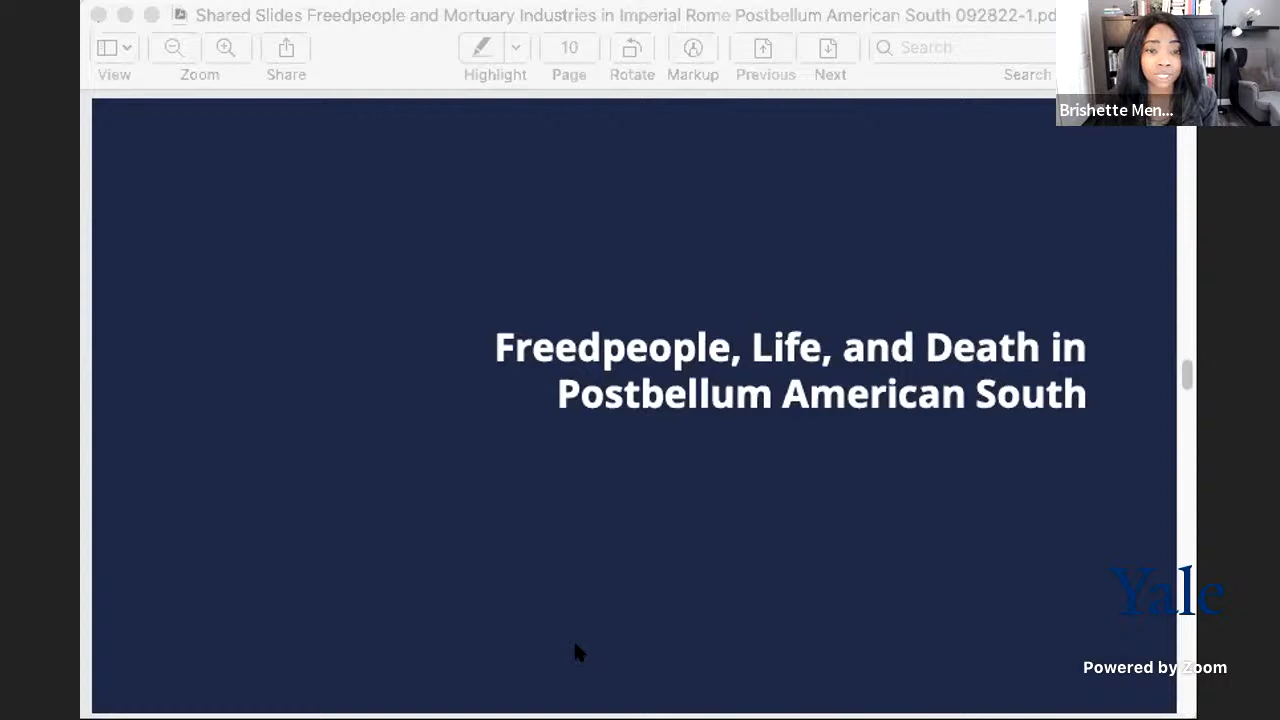 Shared Slides Freedpeople and Mortuary Industries in Imperial Rome Postbellum American South 092822-1.pd
10
Search
View
Zoom
Share
Highlight
Page
Rotate
Markup
Previous
Next
Search
Brishette Men...
Freedpeople, Life, and Death in
Postbellum American South
Yale
Powered by Zoom